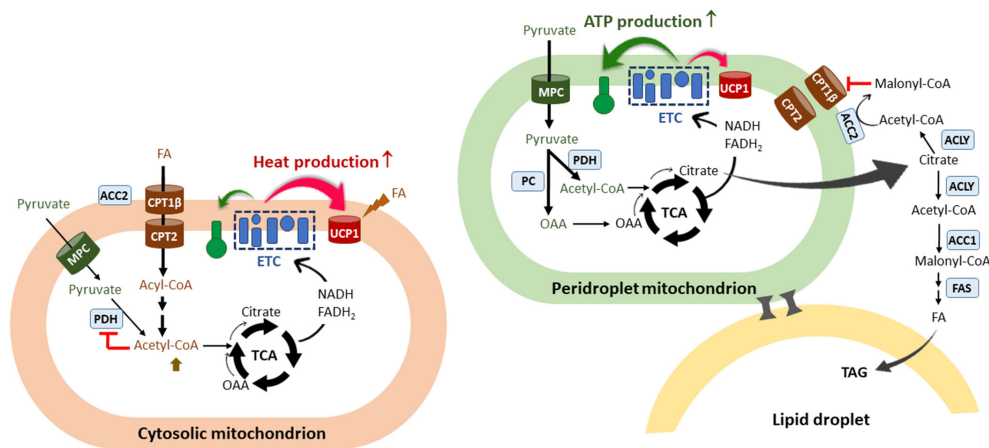 FA
Heat production ↑
ACC2
CPT1β
FA
Pyruvate
CPT2
UCP1
MPC
ETC
Pyruvate
Acyl-CoA
NADH
FADH2
PDH
Citrate
Acetyl-CoA
TCA
OAA
Cytosolic mitochondrion
ATP production ↑
Pyruvate
MPC
UCP1
CPT1β
CPT2
Malonyl-CoA
ETC
ACC2
Acetyl-CoA
Pyruvate
NADH
FADH2
ACLY
PDH
Citrate
Citrate
PC
Acetyl-CoA
ACLY
TCA
Acetyl-CoA
OAA
OAA
ACC1
Malonyl-CoA
Peridroplet mitochondrion
FAS
FA
TAG
Lipid droplet